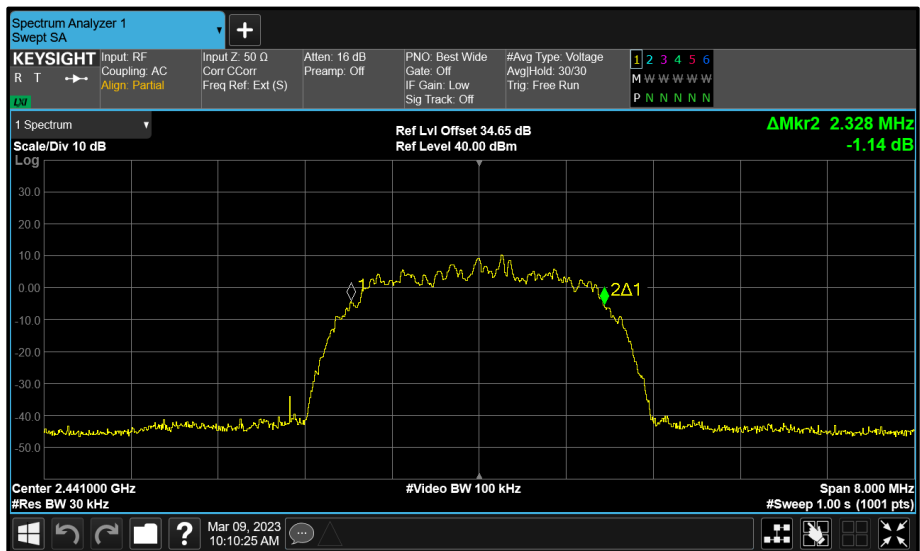 Spectrum Analyzer 1
Swept SA
+
KEYSIGHT
R T
LXI
Input: RF
Coupling: AC
Align: Partial
Input Z: 50 Ω
Corr CCorr
Freq Ref: Ext (S)
Atten: 16 dB
Preamp: Off
PNO: Best Wide
Gate: Off
IF Gain: Low
Sig Track: Off
#Avg Type: Voltage
Avg|Hold: 30/30
Trig: Free Run
1 2 3 4 5 6
M W W W W W
P N N N N N
1 Spectrum
Scale/Div 10 dB
Log
Ref Lvl Offset 34.65 dB
Ref Level 40.00 dBm
ΔMkr2 2.328 MHz
-1.14 dB
30.0
20.0
10.0
0.00
-10.0
-20.0
-30.0
-40.0
-50.0
1
2Δ1
Center 2.441000 GHz
#Res BW 30 kHz
#Video BW 100 kHz
Span 8.000 MHz
#Sweep 1.00 s (1001 pts)
?
Mar 09, 2023
10:10:25 AM